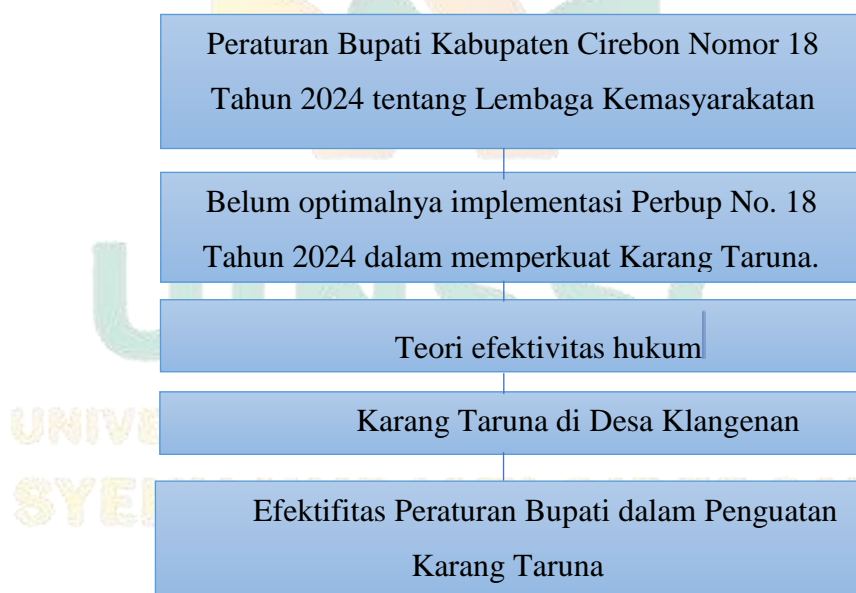 Peraturan Bupati Kabupaten Cirebon Nomor 18
Tahun 2024 tentang Lembaga Kemasyarakatan
Belum optimalnya implementasi Perbup No. 18
Tahun 2024 dalam memperkuat Karang Taruna.
Teori efektivitas hukum
Karang Taruna di Desa Klangenan
Efektifitas Peraturan Bupati dalam Penguatan
Karang Taruna